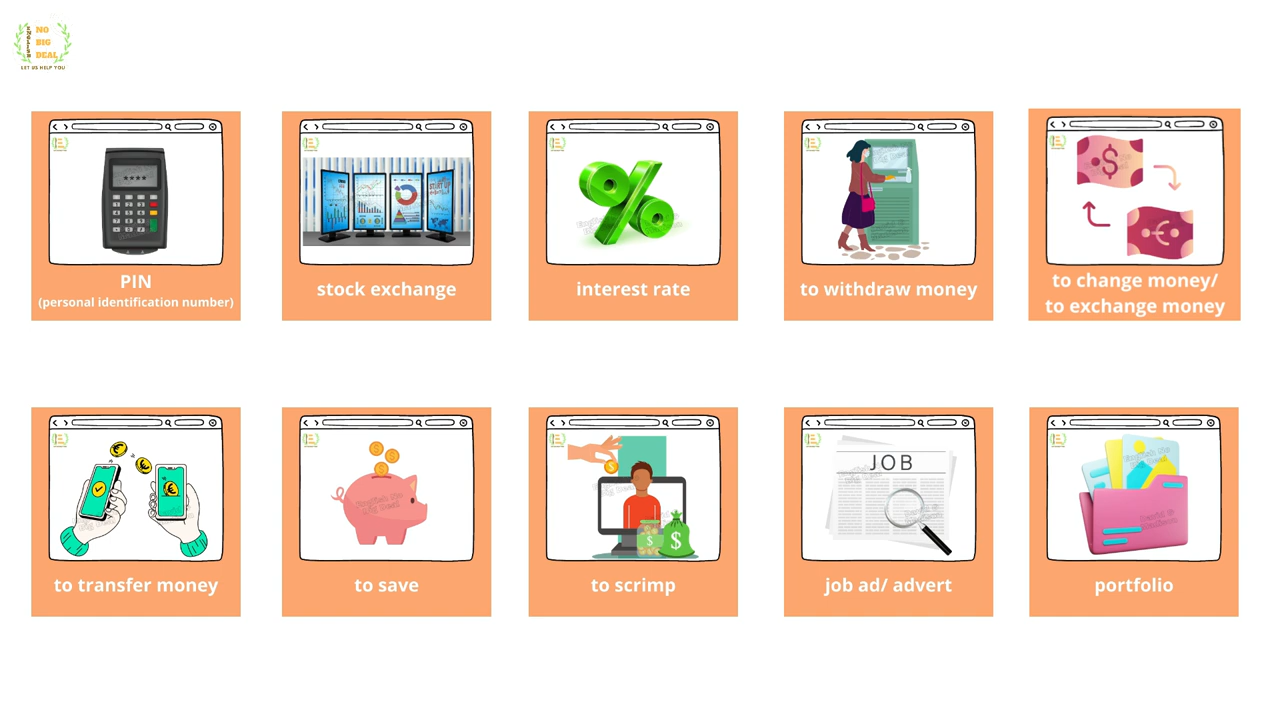 ENGLISH
NO
BIG
DEAL
LET US HELP YOU
****
PIN
(personal identification number)
stock exchange
interest rate
to withdraw money
to change money/
to exchange money
to transfer money
to save
to scrimp
JOB
job ad/ advert
portfolio